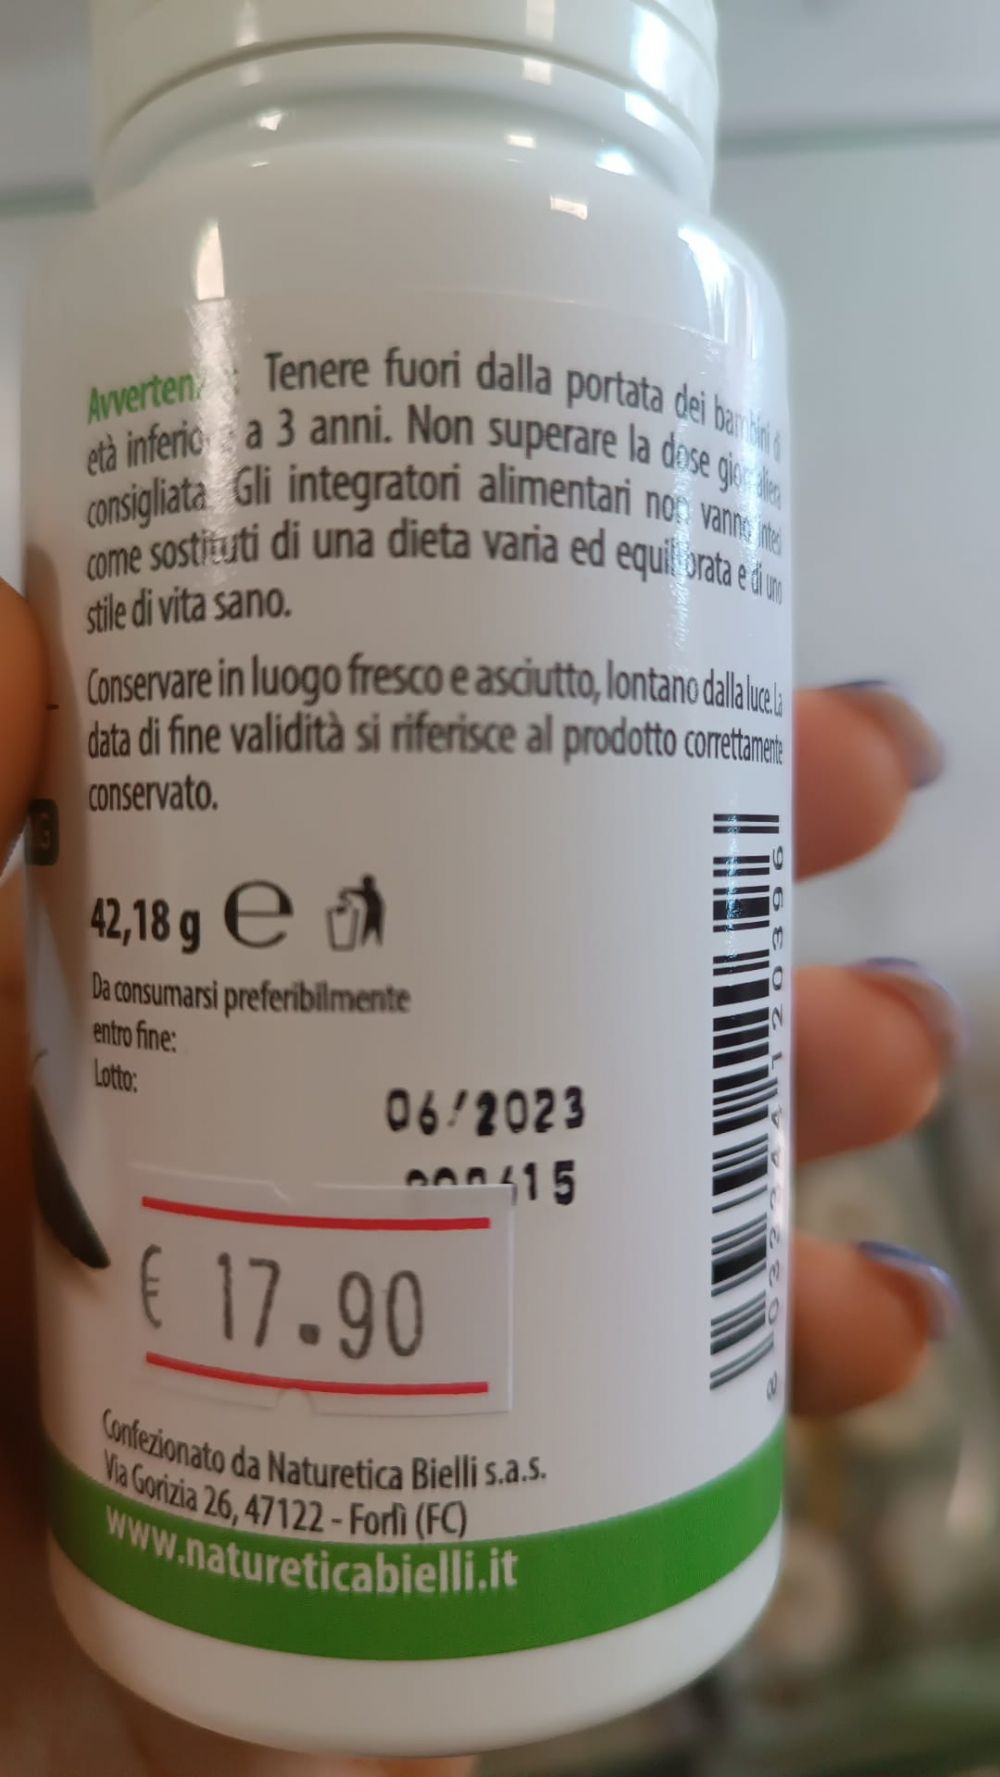 Tenere fuori dalla portata dei bambini di
età inferiore a 3 anni. Non superare la dose giornaliera
consigliata. Gli integratori alimentari non vanno intesi
come sostituti di una dieta varia ed equilibrata e di uno
stile di vita sano.
Conservare in luogo fresco e asciutto, lontano dalla luce. La
data di fine validità si riferisce al prodotto correttamente
conservato.
42,18 g e
Da consumarsi preferibilmente
entro fine:
Lotto:
06/2023
€ 17.90
Confezionato da Naturetica Bielli s.a.s.
Via Gorizia 26, 47122 - Forlì (FC)
www.natureticabielli.it